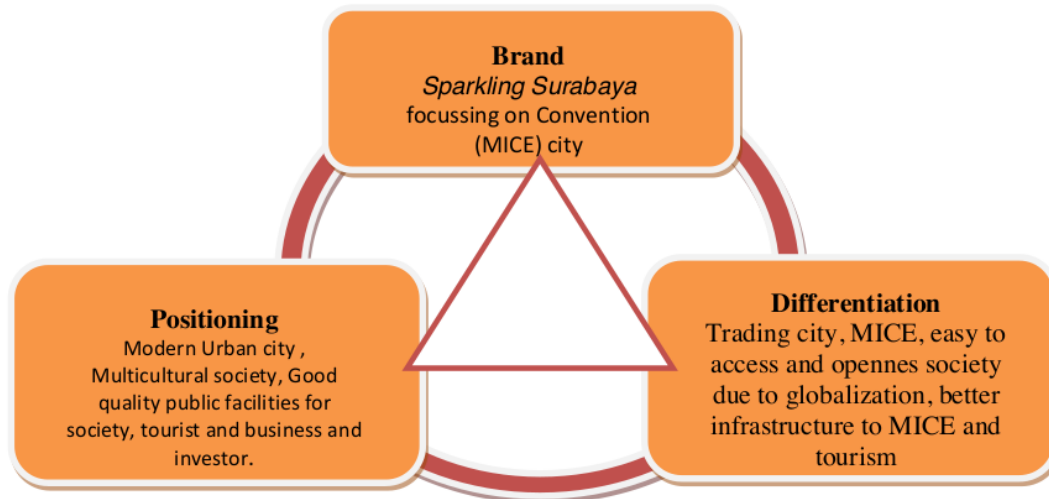 Brand
Sparkling Surabaya
focussing on Convention
(MICE) city
Positioning
Modern Urban city ,
Multicultural society, Good
quality public facilities for
society, tourist and business and
investor.
Differentiation
Trading city, MICE, easy to
access and opennes society
due to globalization, better
infrastructure to MICE and
tourism